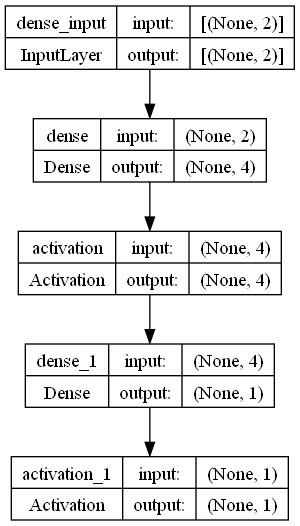 dense_input input: [(None, 2)]
InputLayer output: [(None, 2)]
dense input: (None, 2)
Dense output: (None, 4)
activation input: (None, 4)
Activation output: (None, 4)
dense_1 input: (None, 4)
Dense output: (None, 1)
activation_1 input: (None, 1)
Activation output: (None, 1)